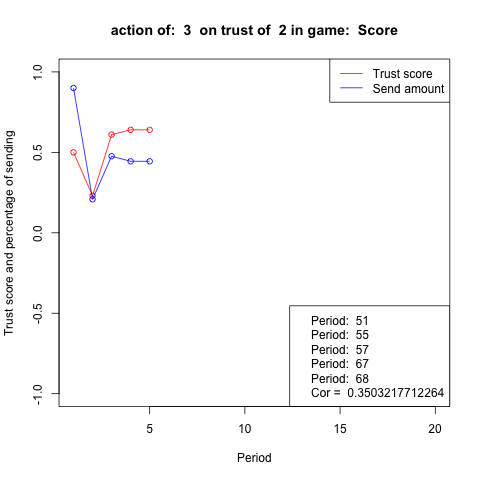 action of:  3  on trust of  2 in game:  Score
Trust score
Send amount
Trust score and percentage of sending
1.0
0.5
0.0
-0.5
-1.0
Period:  51
Period:  55
Period:  57
Period:  67
Period:  68
Cor =  0.3503217712264
5 10 15 20
Period